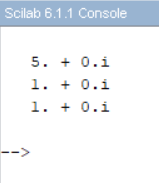 Scilab 6.1.1 Console
5. + 0.i
1. + 0.i
1. + 0.i
-->